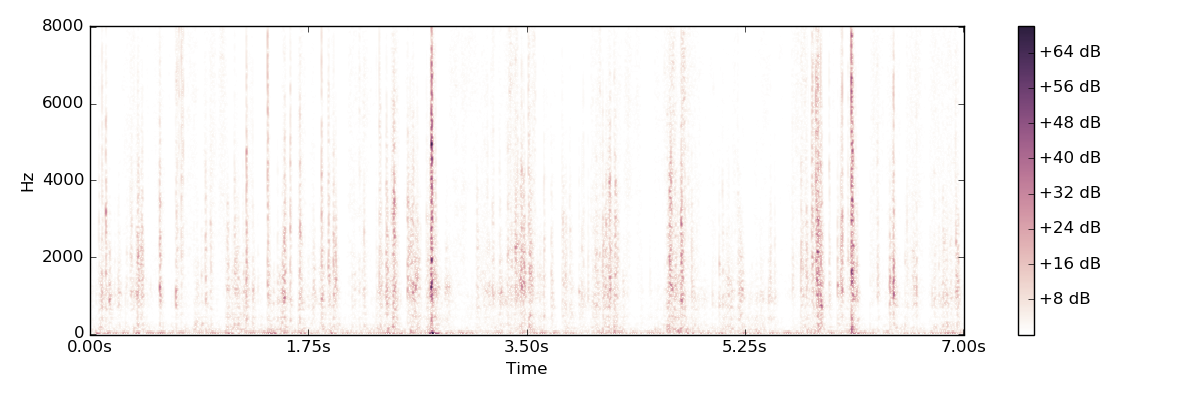 8000
6000
4000
2000
0
Hz
0.00s
1.75s
3.50s
5.25s
7.00s
Time
+64 dB
+56 dB
+48 dB
+40 dB
+32 dB
+24 dB
+16 dB
+8 dB